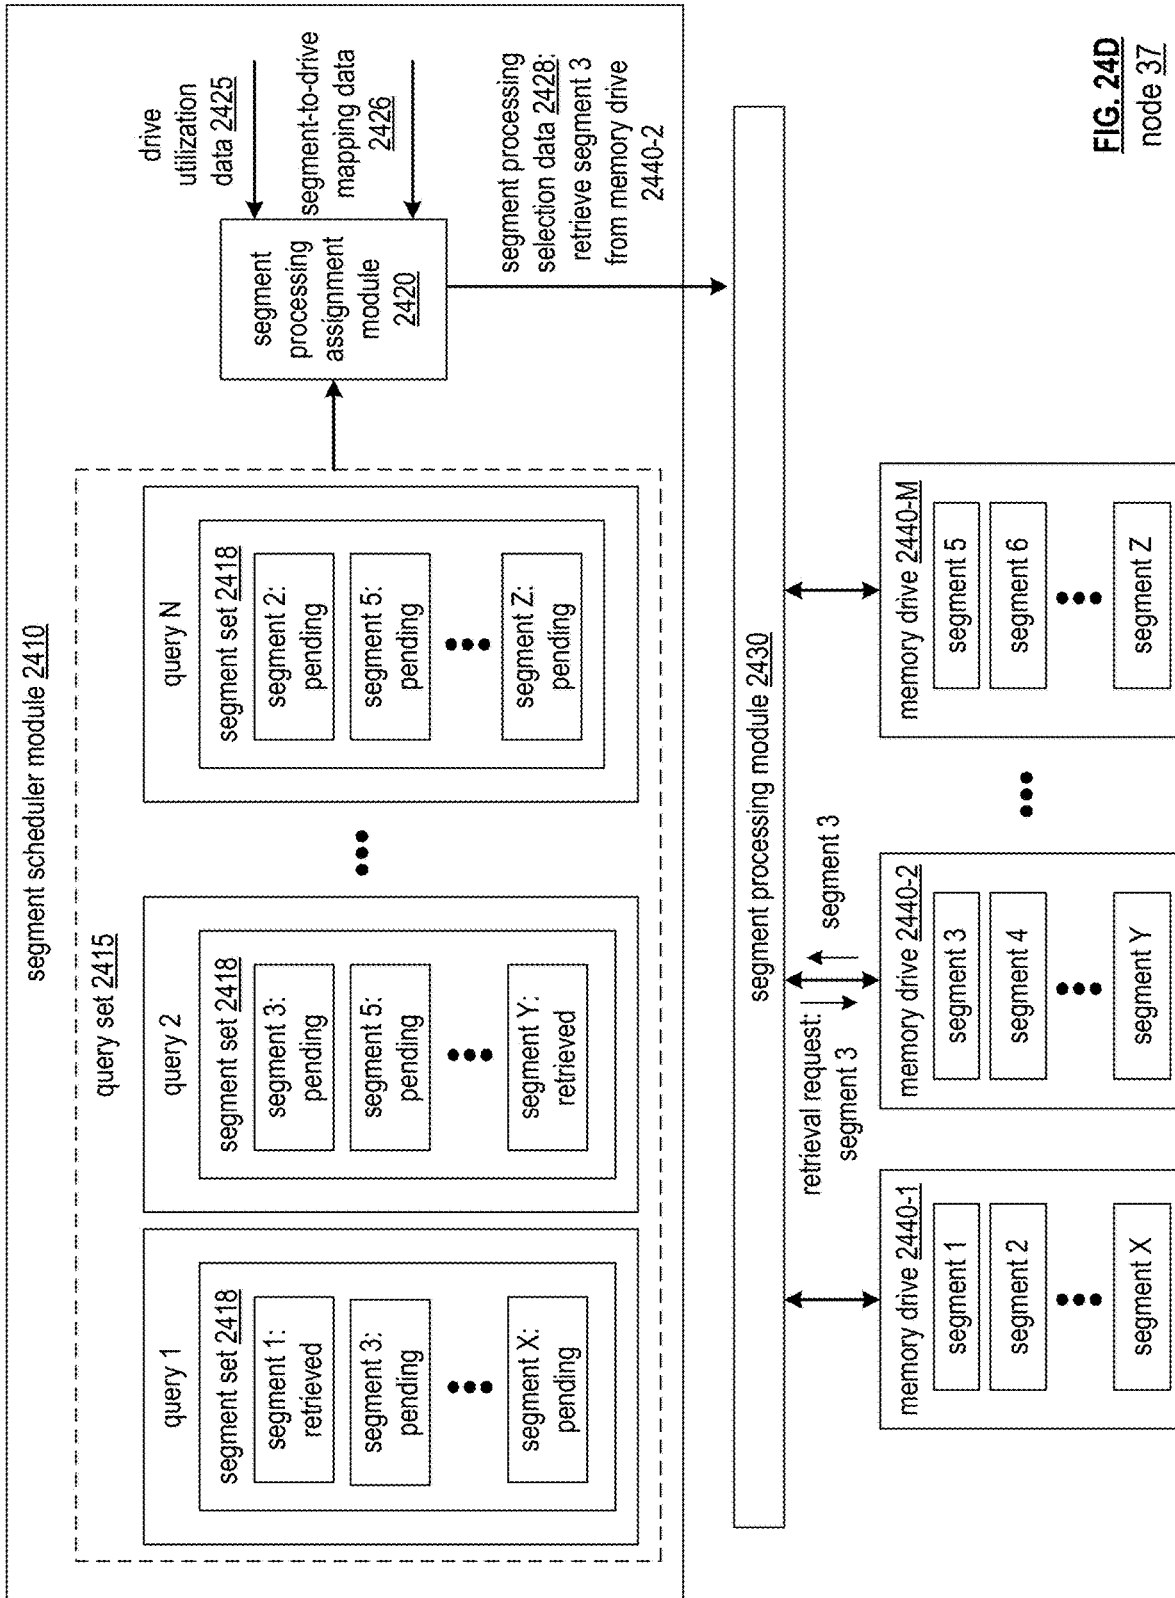 segment scheduler module 2410
query set 2415
query 1
segment set 2418
segment 1:
retrieved
segment 3:
pending
segment X:
pending
query 2
segment set 2418
segment 3:
pending
segment 5:
pending
segment Y:
retrieved
query N
segment set 2418
segment 2:
pending
segment 5:
pending
segment Z:
pending
drive
utilization
data 2425
segment-to-drive
mapping data
2426
segment
processing
assignment
module
2420
segment processing
selection data 2428:
retrieve segment 3
from memory drive
2440-2
segment processing module 2430
retrieval request:
segment 3
segment 3
memory drive 2440-1
segment 1
segment 2
segment X
memory drive 2440-2
segment 3
segment 4
segment Y
memory drive 2440-M
segment 5
segment 6
segment Z
FIG. 24D
node 37